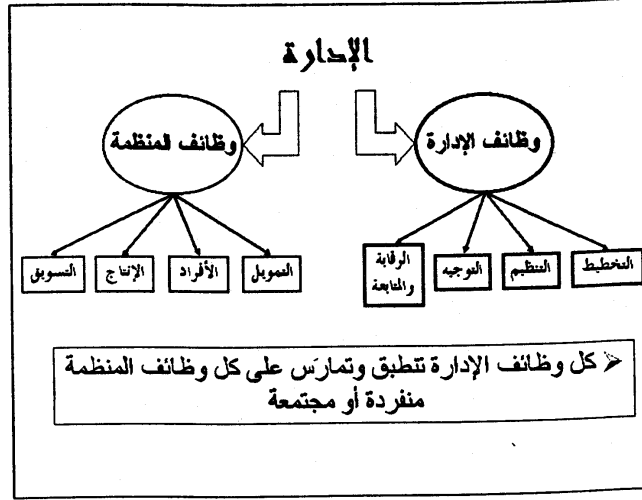 الإدارة
وظائف الإدارة
وظائف المنظمة
التخطيط
التنظيم
التوجيه
الرقابة
والمتابعة
التمويل
الأفراد
الإنتاج
التسويق
كل وظائف الإدارة تتطبق وتمارَس على كل وظائف المنظمة
منفردة أو مجتمعة